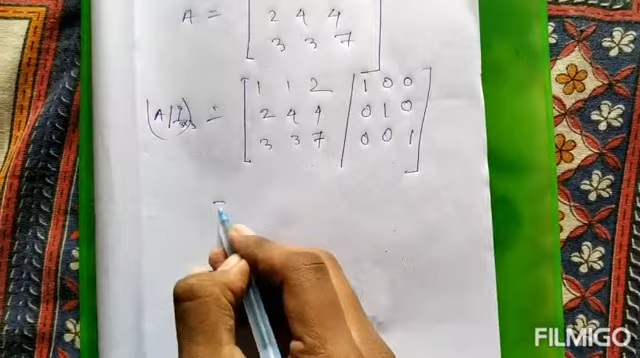 A =
2 4 4
3 3 7
(A|I) = 1 1 2 | 1 0 0
2 4 4 | 0 1 0
3 3 7 | 0 0 1
FILMIGO